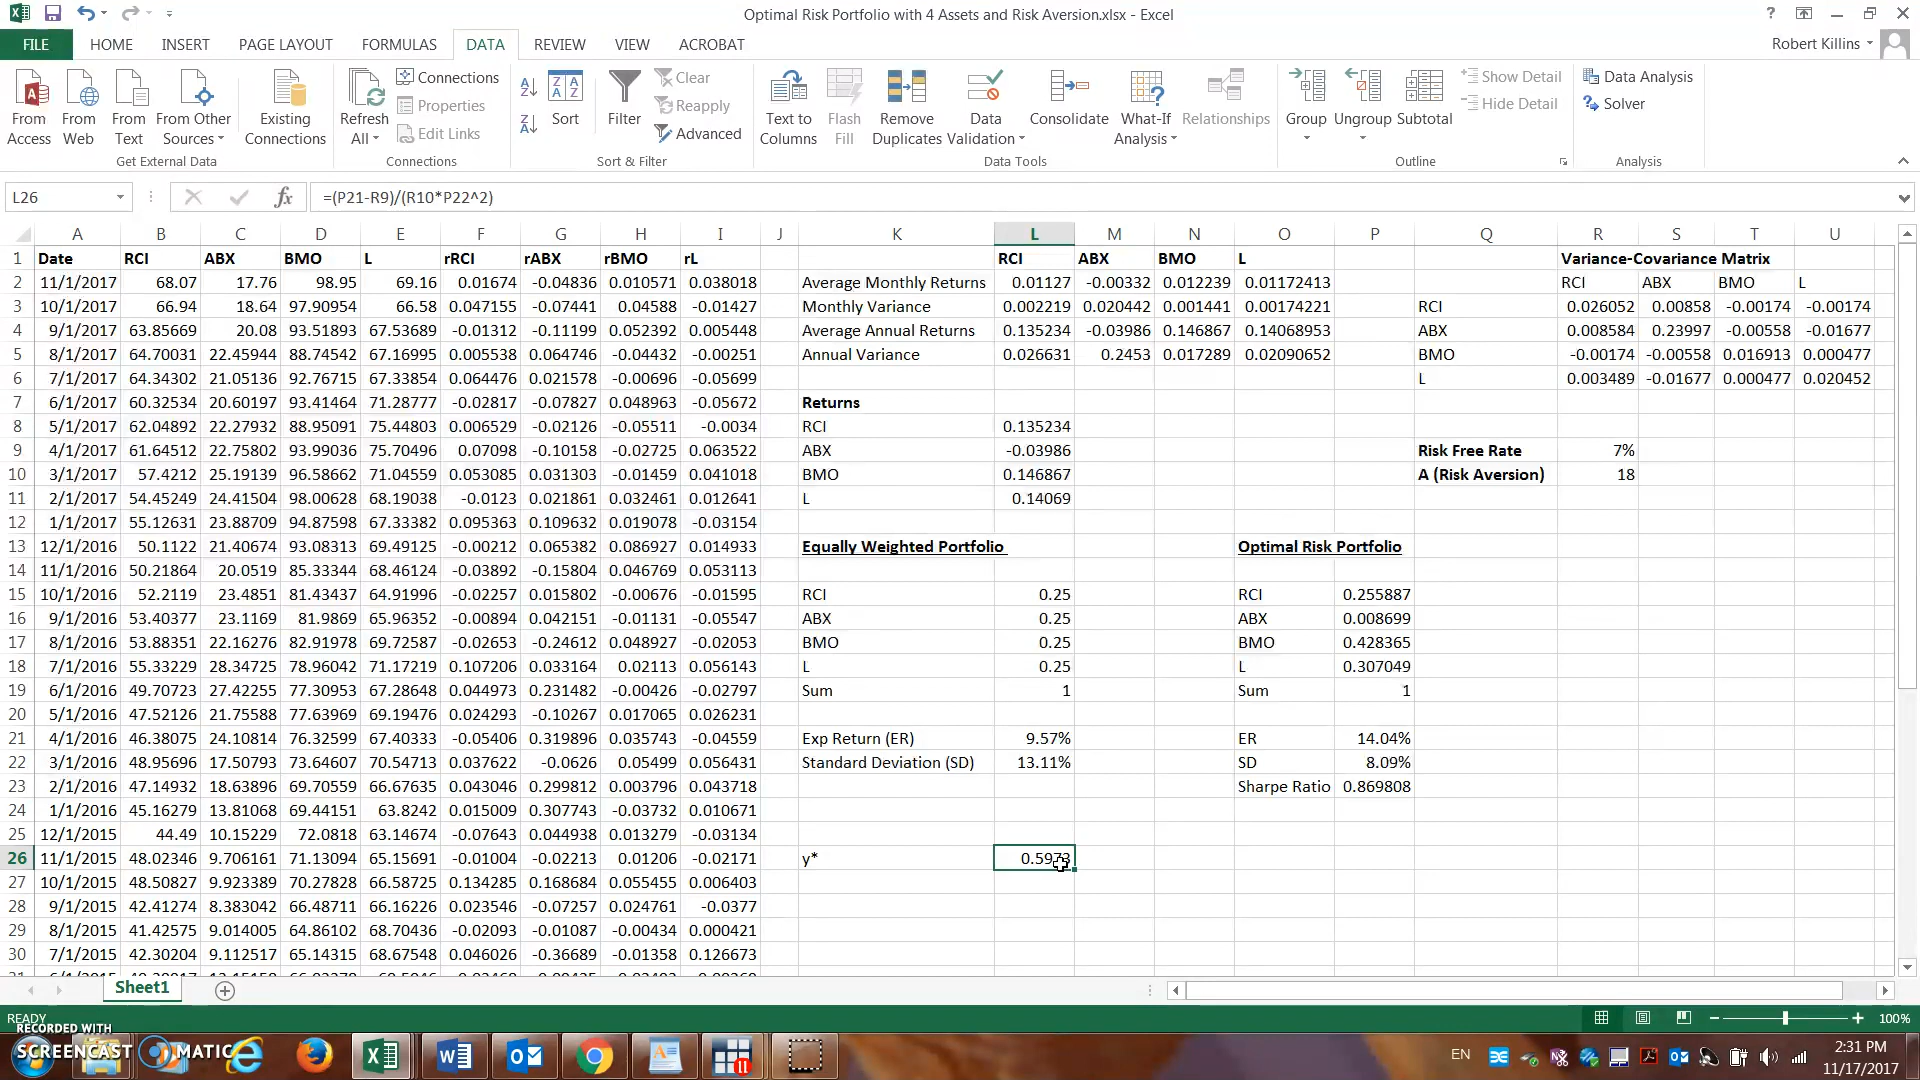 Optimal Risk Portfolio with 4 Assets and Risk Aversion.xlsx - Excel
FILE HOME INSERT PAGE LAYOUT FORMULAS DATA REVIEW VIEW ACROBAT Robert Killins
From Access From Web From Text From Other Sources Existing Connections Refresh All Connections Properties Edit Links Sort Filter Clear Reapply Advanced Text to Columns Flash Fill Remove Duplicates Data Validation Consolidate What-If Analysis Relationships Group Ungroup Subtotal Show Detail Hide Detail Data Analysis Solver
Get External Data Connections Sort & Filter Data Tools Outline Analysis
L26 fx =(P21-R9)/(R10*P22^2)
A B C D E F G H I J K L M N O P Q R S T U
1 Date RCI ABX BMO L rRCI rABX rBMO rL RCI ABX BMO L Variance-Covariance Matrix
2 11/1/2017 68.07 17.76 98.95 69.16 0.01674 -0.04836 0.010571 0.038018 Average Monthly Returns 0.01127 -0.00332 0.012239 0.01172413 RCI ABX BMO L
3 10/1/2017 66.94 18.64 97.90954 66.58 0.047155 -0.07441 0.04588 -0.01427 Monthly Variance 0.002219 0.020442 0.001441 0.00174221 RCI 0.026052 0.00858 -0.00174 -0.00174
4 9/1/2017 63.85669 20.08 93.51893 67.53689 -0.01312 -0.11199 0.052392 0.005448 Average Annual Returns 0.135234 -0.03986 0.146867 0.14068953 ABX 0.008584 0.23997 -0.00558 -0.01677
5 8/1/2017 64.70031 22.45944 88.74542 67.16995 0.005538 0.064746 -0.04432 -0.00251 Annual Variance 0.026631 0.2453 0.017289 0.02090652 BMO -0.00174 -0.00558 0.016913 0.000477
6 7/1/2017 64.34302 21.05136 92.76715 67.33854 0.064476 0.021578 -0.00696 -0.05699 L 0.003489 -0.01677 0.000477 0.020452
7 6/1/2017 60.32534 20.60197 93.41464 71.28777 -0.02817 -0.07827 0.048963 -0.05672 Returns
8 5/1/2017 62.04892 22.27932 88.95091 75.44803 0.006529 -0.02126 -0.05511 -0.0034 RCI 0.135234
9 4/1/2017 61.64512 22.75802 93.99036 75.70496 0.07098 -0.10158 -0.02725 0.063522 ABX -0.03986 Risk Free Rate 7%
10 3/1/2017 57.4212 25.19139 96.58662 71.04559 0.053085 0.031303 -0.01459 0.041018 BMO 0.146867 A (Risk Aversion) 18
11 2/1/2017 54.45249 24.41504 98.00628 68.19038 -0.0123 0.021861 0.032461 0.012641 L 0.14069
12 1/1/2017 55.12631 23.88709 94.87598 67.33382 0.095363 0.109632 0.019078 -0.03154
13 12/1/2016 50.1122 21.40674 93.08313 69.49125 -0.00212 0.065382 0.086927 0.014933 Equally Weighted Portfolio Optimal Risk Portfolio
14 11/1/2016 50.21864 20.0519 85.33344 68.46124 -0.03892 -0.15804 0.046769 0.053113
15 10/1/2016 52.2119 23.4851 81.43437 64.91996 -0.02257 0.015802 -0.00676 -0.01595 RCI 0.25 RCI 0.255887
16 9/1/2016 53.40377 23.1169 81.9869 65.96352 -0.00894 0.042151 -0.01131 -0.05547 ABX 0.25 ABX 0.008699
17 8/1/2016 53.88351 22.16276 82.91978 69.72587 -0.02653 -0.24612 0.048927 -0.02053 BMO 0.25 BMO 0.428365
18 7/1/2016 55.33229 28.34725 78.96042 71.17219 0.107206 0.033164 0.02113 0.056143 L 0.25 L 0.307049
19 6/1/2016 49.70723 27.42255 77.30953 67.28648 0.044973 0.231482 -0.00426 -0.02797 Sum 1 Sum 1
20 5/1/2016 47.52126 21.75588 77.63969 69.19476 0.024293 -0.10267 0.017065 0.026231
21 4/1/2016 46.38075 24.10814 76.32599 67.40333 -0.05406 0.319896 0.035743 -0.04559 Exp Return (ER) 9.57% ER 14.04%
22 3/1/2016 48.95696 17.50793 73.64607 70.54713 0.037622 -0.0626 0.05499 0.056431 Standard Deviation (SD) 13.11% SD 8.09%
23 2/1/2016 47.14932 18.63896 70.69559 66.67635 0.043046 0.299812 0.003796 0.043718 Sharpe Ratio 0.869808
24 1/1/2016 45.16279 13.81068 69.44151 63.8242 0.015009 0.307743 -0.03732 0.010671
25 12/1/2015 44.49 10.15229 72.0818 63.14674 -0.07643 0.044938 0.013279 -0.03134
26 11/1/2015 48.02346 9.706161 71.13094 65.15691 -0.01004 -0.02213 0.01206 -0.02171 y*
27 10/1/2015 48.50827 9.923389 70.27828 66.58725 0.134285 0.168684 0.055455 0.006403
28 9/1/2015 42.41274 8.383042 66.48711 66.16226 0.023546 -0.07257 0.024761 -0.0377
29 8/1/2015 41.42575 9.014005 64.86102 68.70436 -0.02093 -0.01087 -0.00434 0.000421
30 7/1/2015 42.30204 9.112517 65.14315 68.67548 0.046026 -0.36689 -0.01358 0.126673
Sheet1
READY 100%
RECORDED WITH
SCREENCAST MATIC
EN 2:31 PM
11/17/2017